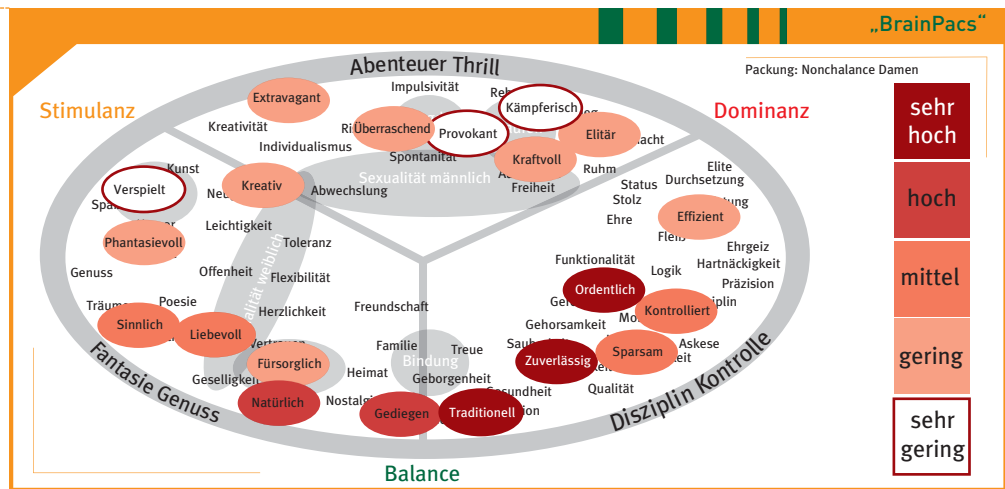 „BrainPacs“
Packung: Nonchalance Damen
Abenteuer Thrill
Stimulanz
Dominanz
Impulsivität
Extravagant
Kämpferisch
Kreativität
Überraschend
Provokant
Elitär
Individualismus
Spontanität
Kraftvoll
Ruhm
Sexualität männlich
Freiheit
Kunst
Verspielt
Kreativ
Abwechslung
Elite
Durchsetzung
Status
Stolz
Ehre
Effizient
Leichtigkeit
Phantasievoll
Toleranz
Ehrgeiz
Hartnäckigkeit
Genuss
Offenheit
Flexibilität
Funktionalität
Logik
Präzision
Ordentlich
Poesie
Herzlichkeit
Freundschaft
Kontrolliert
Sinnlich
Liebevoll
Gehorsamkeit
Familie
Treue
Askese
Bindung
Zuverlässig
Sparsam
Fürsorglich
Heimat
Geborgenheit
Geselligkeit
Qualität
Natürlich
Gediegen
Traditionell
Fantasie Genuss
Disziplin Kontrolle
Balance
sehr
hoch
hoch
mittel
gering
sehr
gering